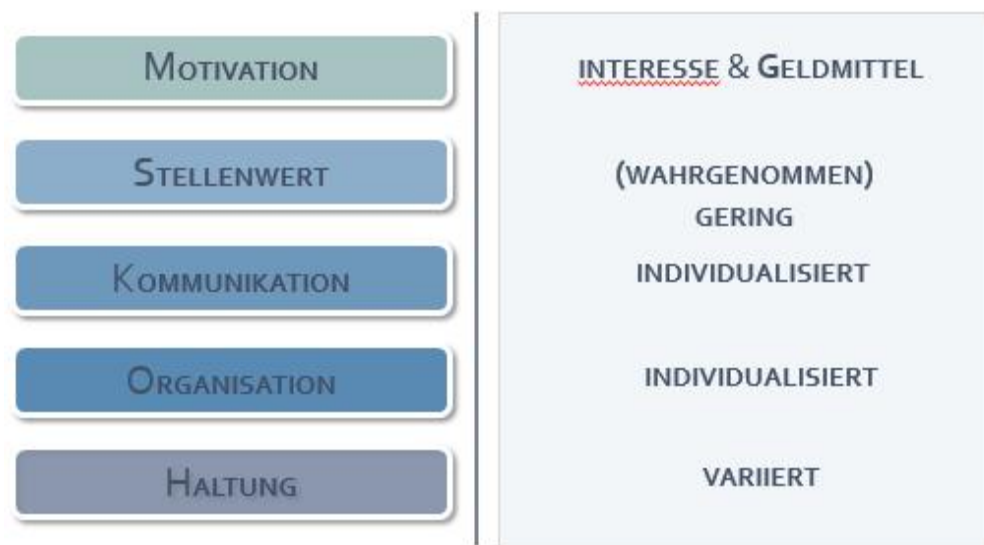 Motivation
interesse & Geldmittel
Stellenwert
(wahrgenommen)
gering
Kommunikation
individualisiert
Organisation
individualisiert
Haltung
variiert